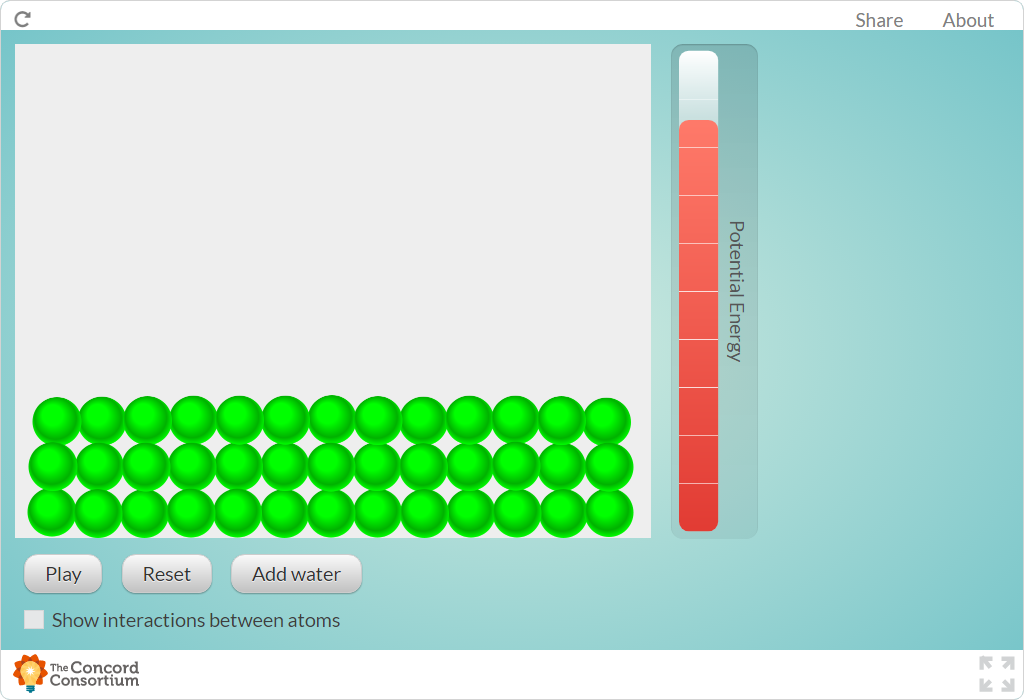 Share About
Potential Energy
Play Reset Add water
Show interactions between atoms
The Concord
Consortium